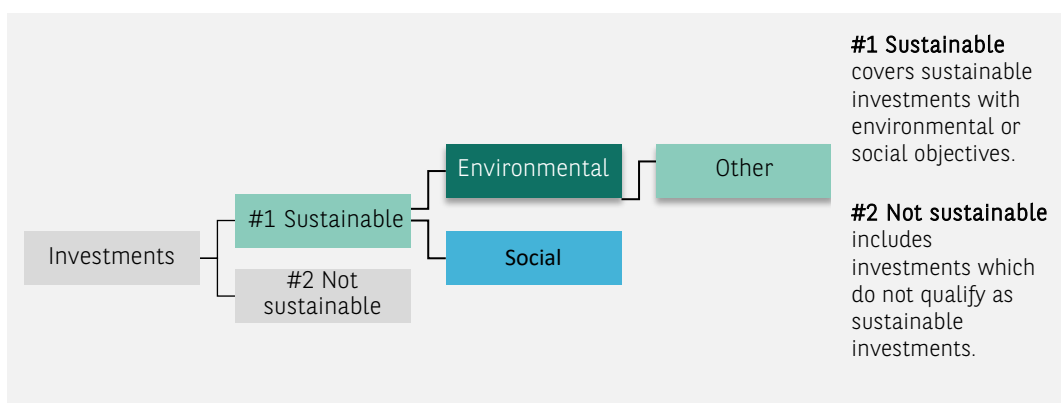 Investments
#1 Sustainable
#2 Not
sustainable
Environmental
Social
Other
#1 Sustainable
covers sustainable
investments with
environmental or
social objectives.
#2 Not sustainable
includes
investments which
do not qualify as
sustainable
investments.